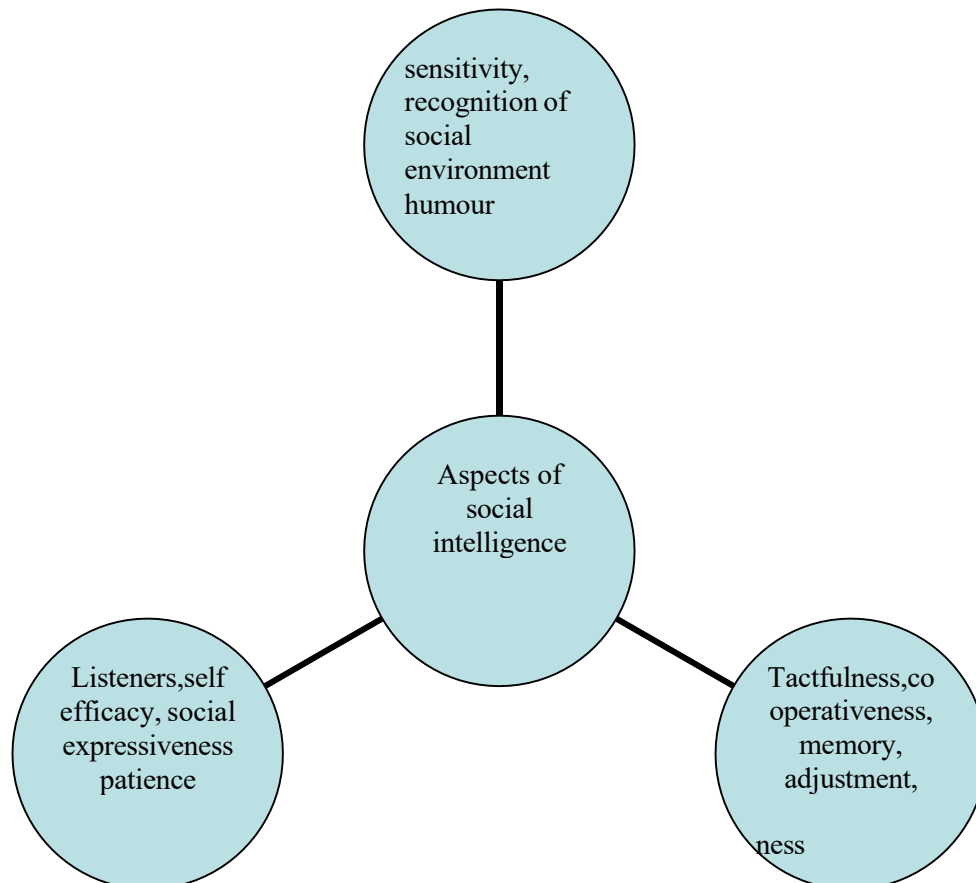 sensitivity,
recognition of
social
environment
humour
Aspects of
social
intelligence
Listeners,self
efficacy, social
expressiveness
patience
Tactfulness,co
operativeness,
memory,
adjustment,
ness